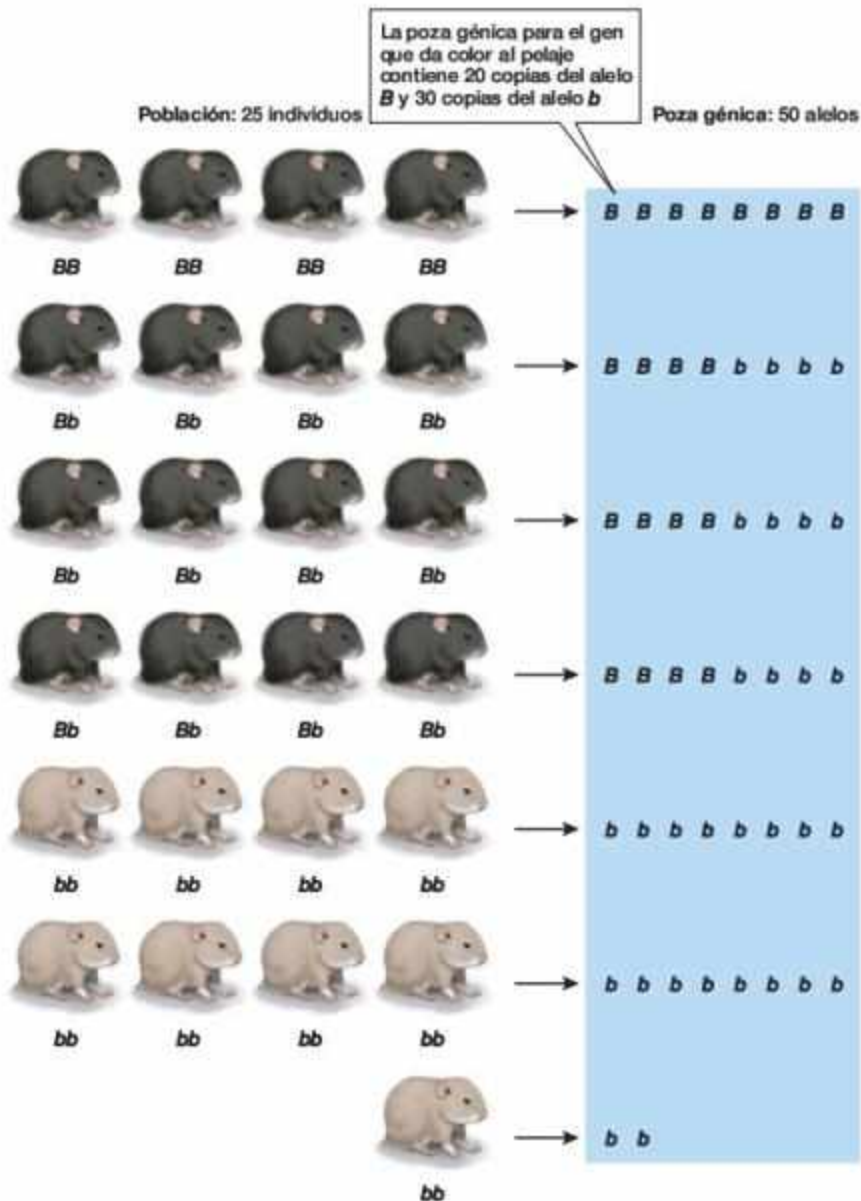 La poza génica para el gen
que da color al pelaje
contiene 20 copias del alelo
B y 30 copias del alelo b
Población: 25 individuos
Poza génica: 50 alelos
B B B B B B B B
BB BB BB BB
B B B B b b b b
Bb Bb Bb Bb
B B B B b b b b
Bb Bb Bb Bb
B B B B b b b b
Bb Bb Bb Bb
b b b b b b b b
bb bb bb bb
b b b b b b b b
bb bb bb bb
b b
bb